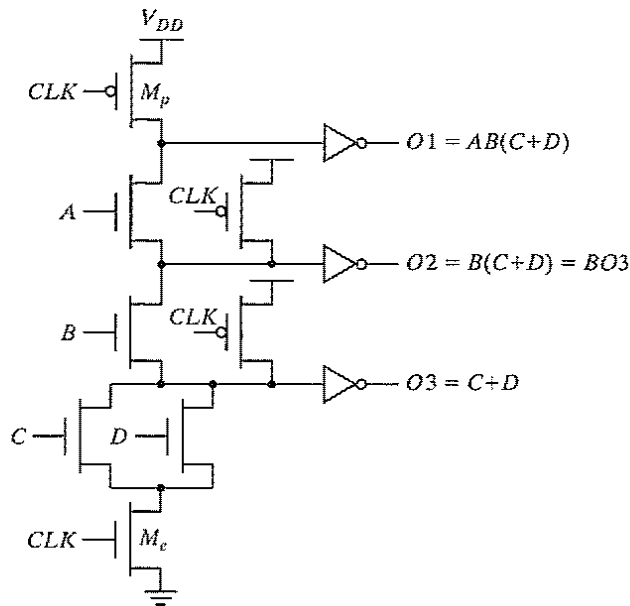 V_DD
CLK M_p
O1 = AB(C+D)
CLK
A
O2 = B(C+D) = BO3
CLK
B
O3 = C+D
C D
CLK M_e